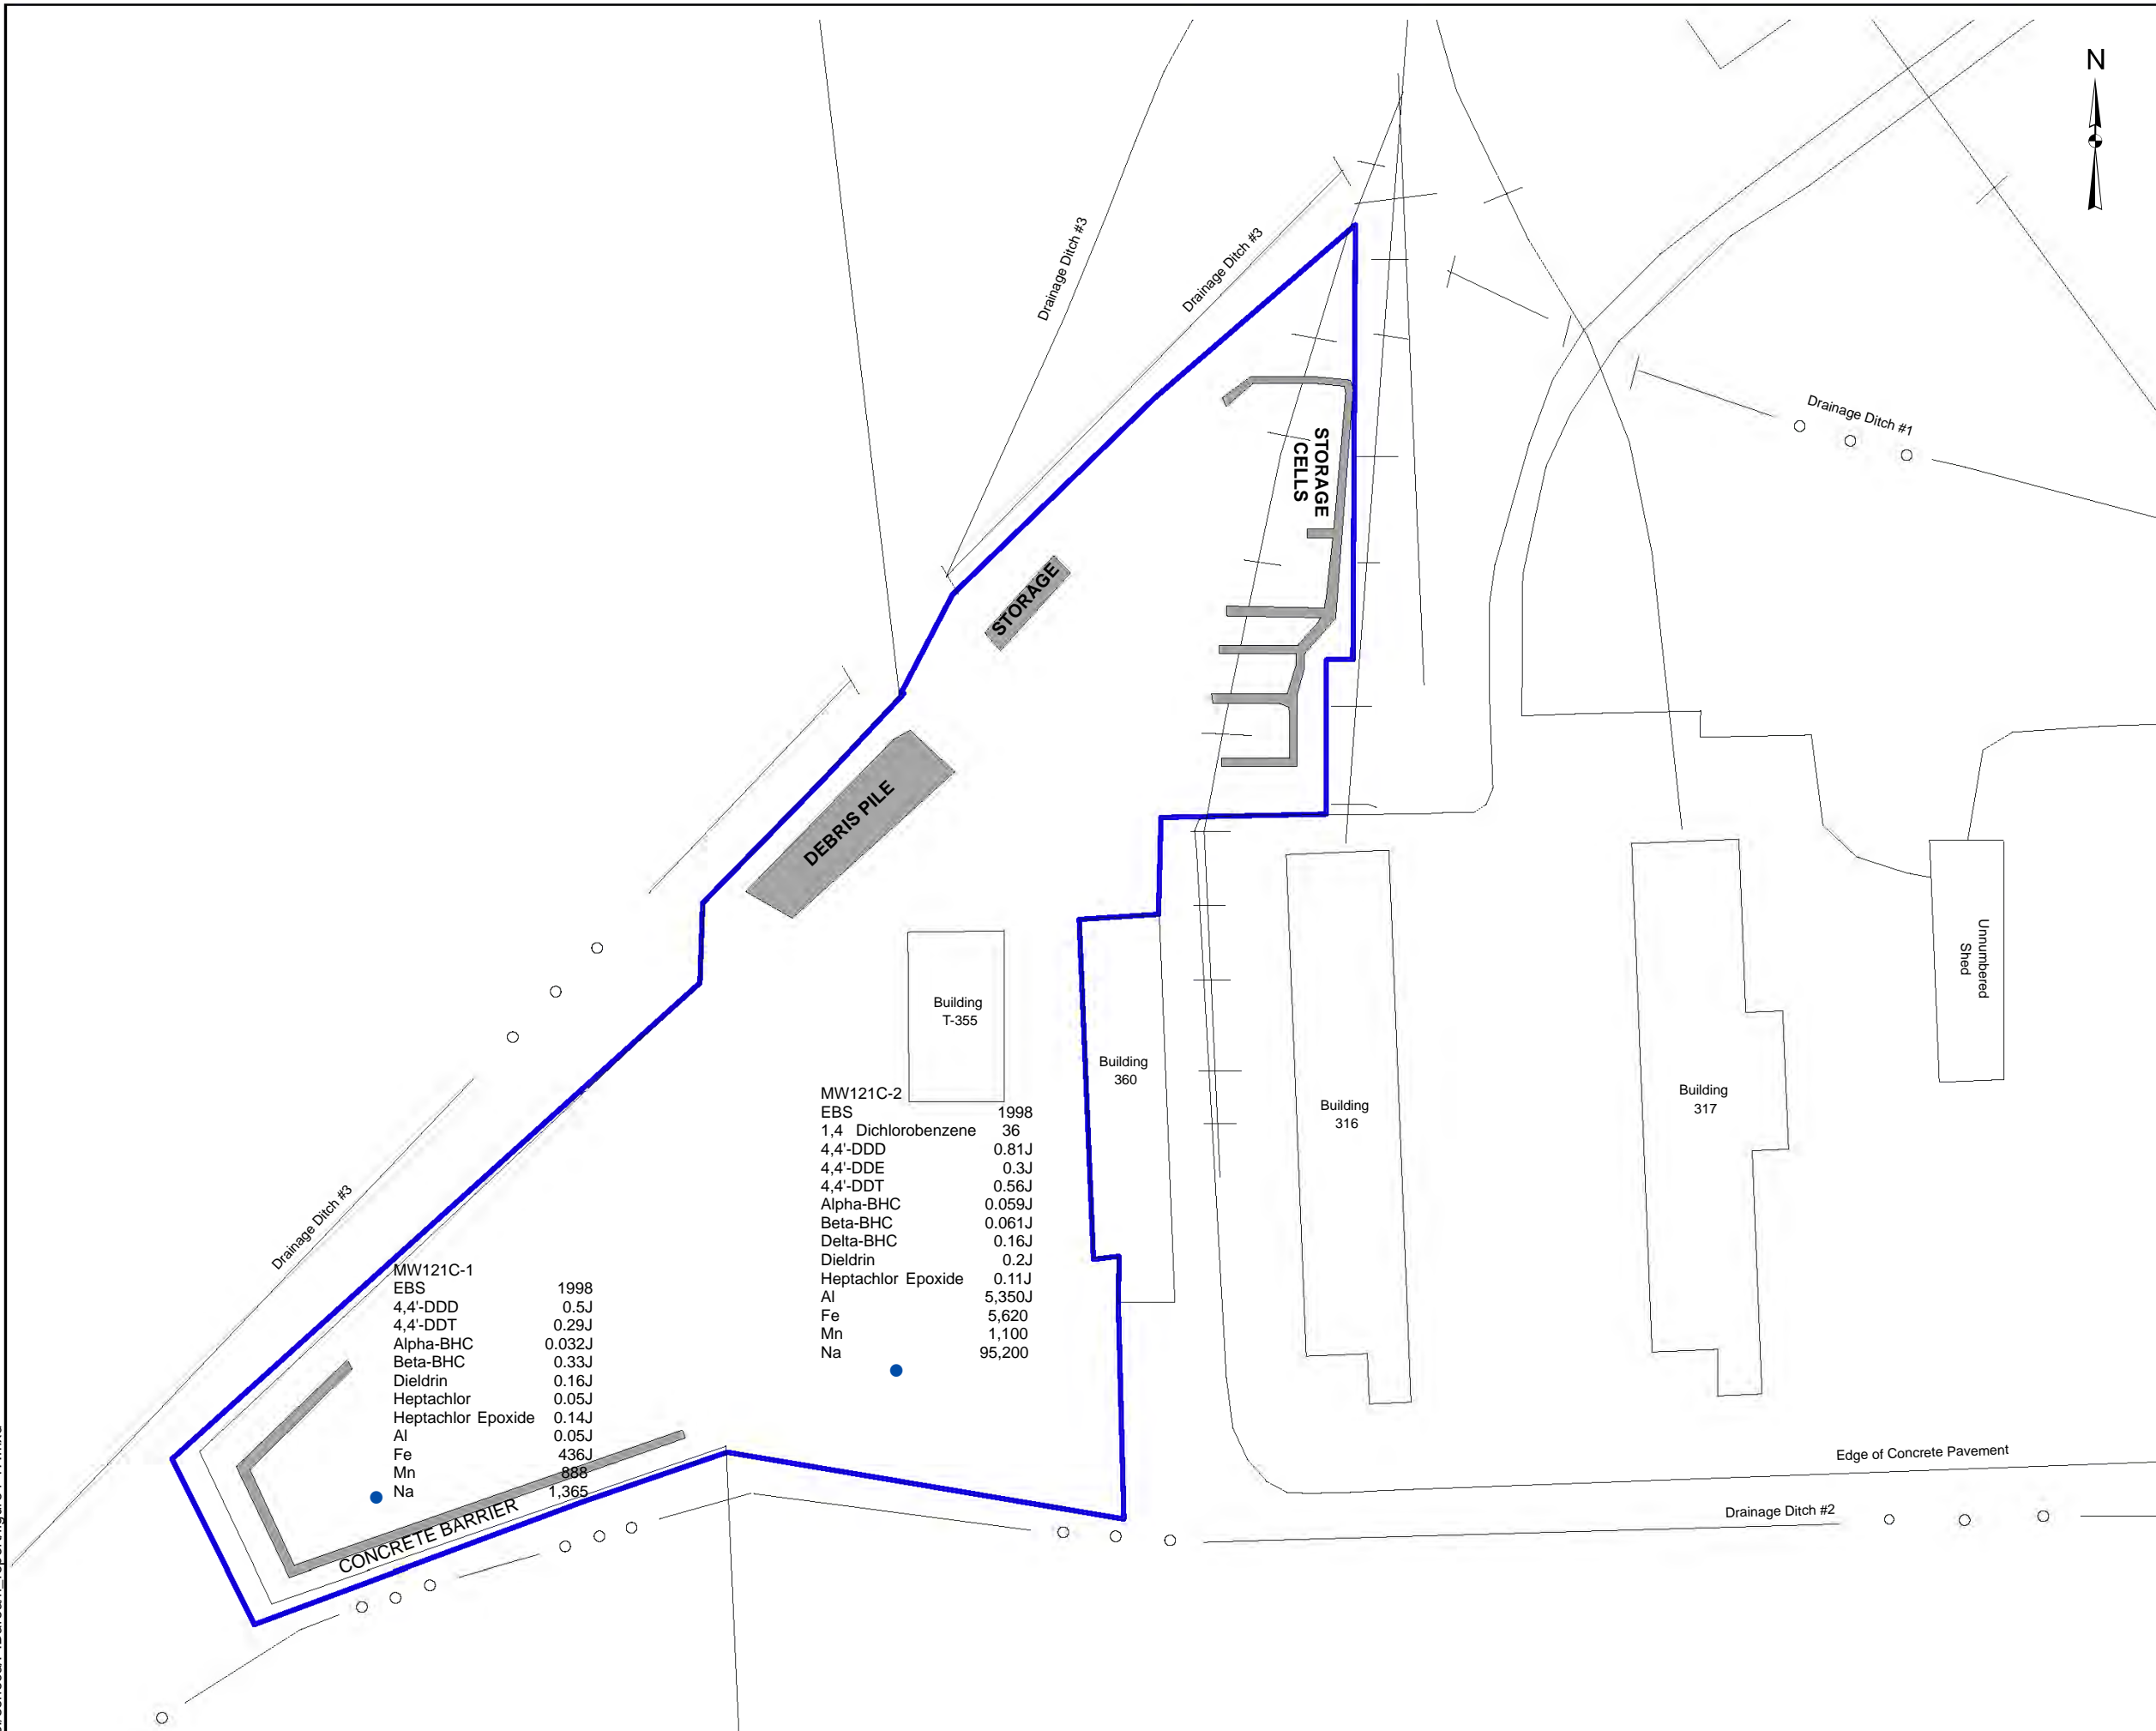 N
Drainage Ditch #3
Drainage Ditch #3
Drainage Ditch #1
STORAGE
CELLS
STORAGE
DEBRIS PILE
Building
T-355
Building
360
Building
316
Building
317
Unnumbered
Shed
MW121C-2
EBS 1998
1,4 Dichlorobenzene 36
4,4'-DDD 0.81J
4,4'-DDE 0.3J
4,4'-DDT 0.56J
Alpha-BHC 0.059J
Beta-BHC 0.061J
Delta-BHC 0.16J
Dieldrin 0.2J
Heptachlor Epoxide 0.11J
Al 5,350J
Fe 5,620
Mn 1,100
Na 95,200
Drainage Ditch #3
MW121C-1
EBS 1998
4,4'-DDD 0.5J
4,4'-DDT 0.29J
Alpha-BHC 0.032J
Beta-BHC 0.33J
Dieldrin 0.16J
Heptachlor 0.05J
Heptachlor Epoxide 0.14J
Al 0.05J
Fe 436J
Mn 888
Na 1,365
CONCRETE BARRIER
Edge of Concrete Pavement
Drainage Ditch #2